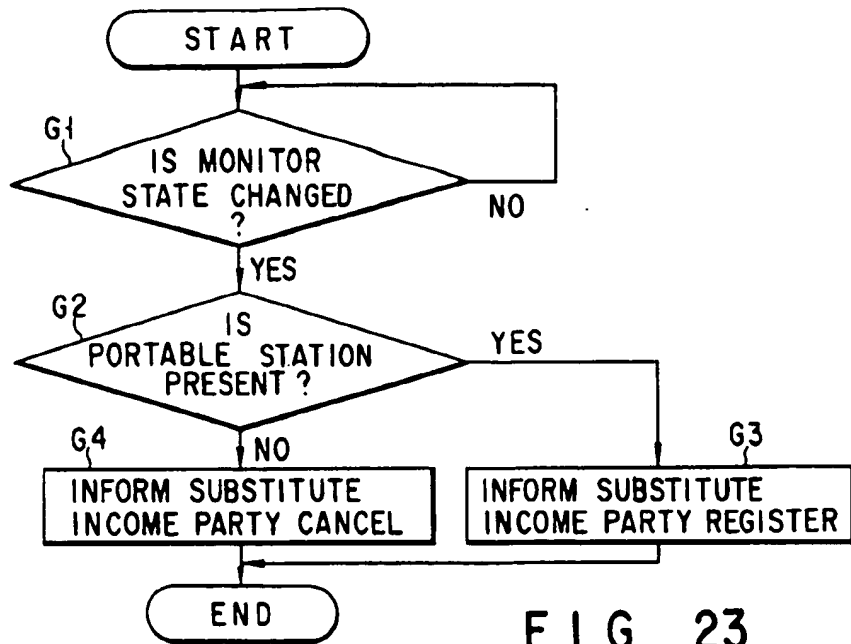 START
G1
IS MONITOR
STATE CHANGED
?
NO
YES
G2
IS
PORTABLE STATION
PRESENT ?
YES
G4
NO
G3
INFORM SUBSTITUTE
INCOME PARTY CANCEL
INFORM SUBSTITUTE
INCOME PARTY REGISTER
END
FIG 23